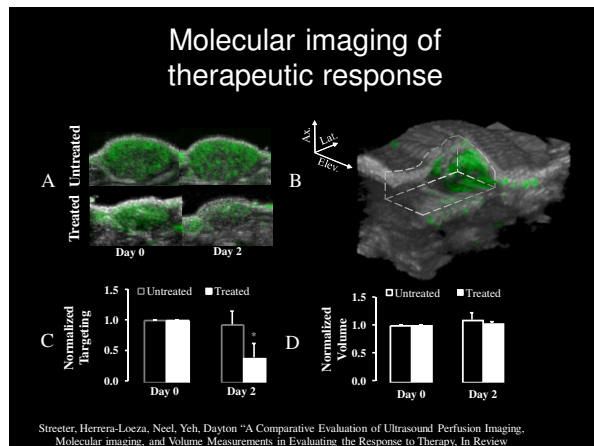 Molecular imaging of
therapeutic response
A
Untreated
Treated
Day 0
Day 2
B
Ax.
Lat.
Elev.
C
Normalized
Targeting
1.5
1.0
0.5
0.0
Untreated
Treated
*
Day 0
Day 2
D
Normalized
Volume
1.5
1.0
0.5
0.0
Untreated
Treated
Day 0
Day 2
Streeter, Herrera-Loeza, Neel, Yeh, Dayton “A Comparative Evaluation of Ultrasound Perfusion Imaging,
Molecular imaging, and Volume Measurements in Evaluating the Response to Therapy, In Review